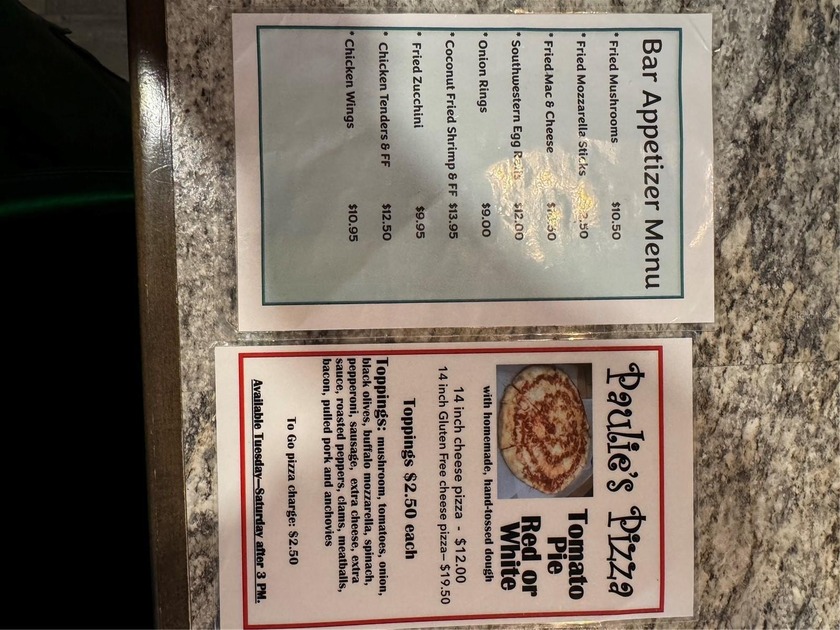 Bar Appetizer Menu
* Fried Mushrooms $10.50
* Fried Mozzarella Sticks .50
* Fried Mac & Cheese
* Southwestern Egg Rolls $12.00
* Onion Rings $9.00
* Coconut Fried Shrimp & FF $13.95
* Fried Zucchini $9.95
* Chicken Tenders & FF $12.50
* Chicken Wings $10.95
Paulie's Pizza
Tomato
Pie
Red or
White
with homemade, hand-tossed dough
14 inch cheese pizza - $12.00
14 inch Gluten Free cheese pizza– $19.50
Toppings $2.50 each
Toppings: mushroom, tomatoes, onion,
black olives, buffalo mozzarella, spinach,
pepperoni, sausage, extra cheese, extra
sauce, roasted peppers, clams, meatballs,
bacon, pulled pork and anchovies
To Go pizza charge: $2.50
Available Tuesday—Saturday after 3 PM.